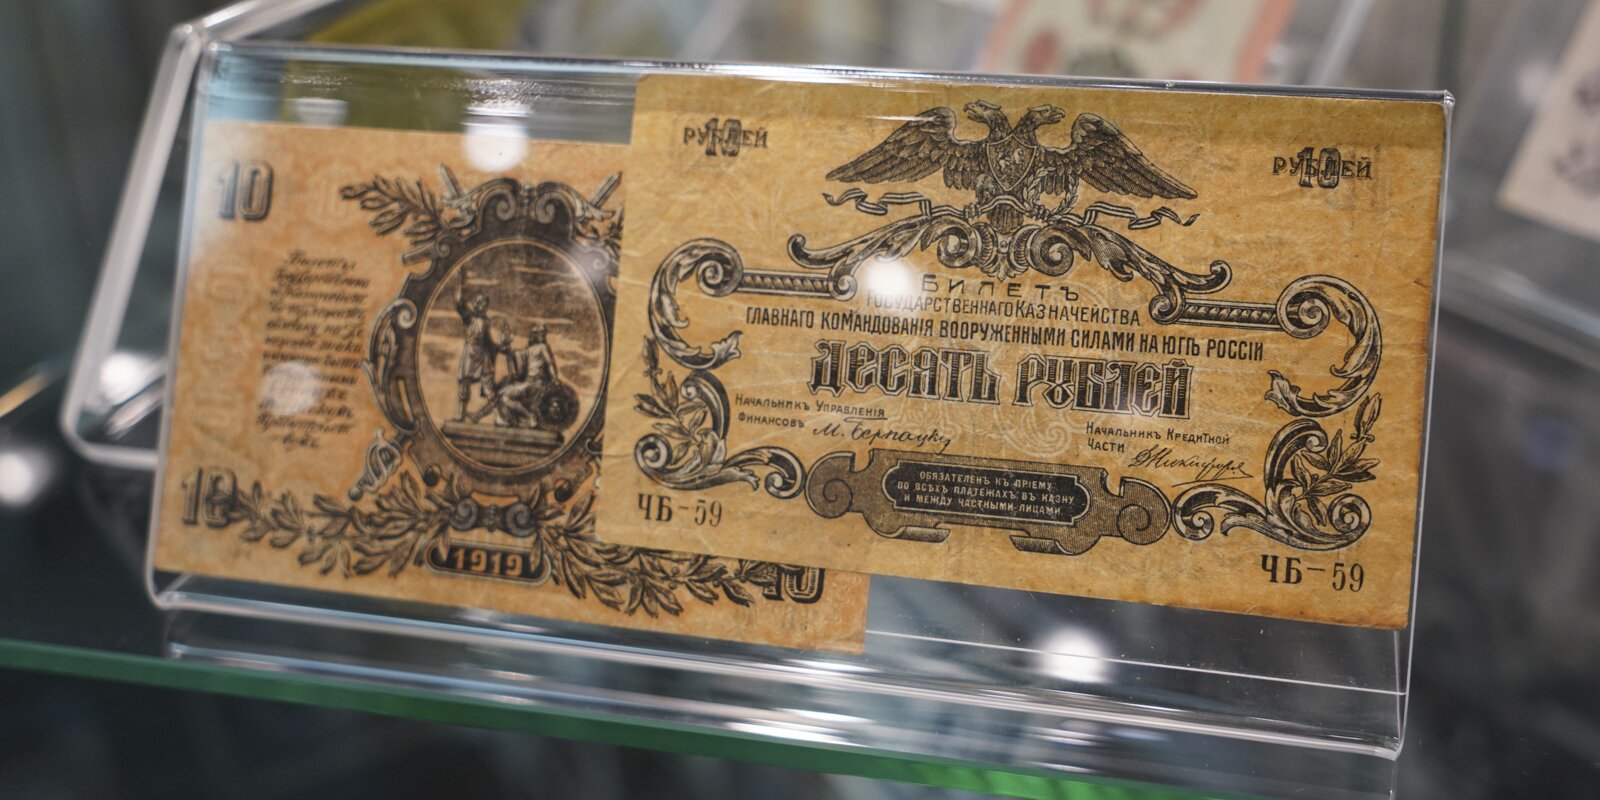 10
10
1919
10
10
РУБЛЕЙ
10
РУБЛЕЙ
БИЛЕТЪ
ГОСУДАРСТВЕННАГО КАЗНАЧЕЙСТВА
ГЛАВНАГО КОМАНДОВАНІЯ ВООРУЖЕННЫМИ СИЛАМИ НА ЮГѢ РОССІИ
ДЕСЯТЬ РУБЛЕЙ
НАЧАЛЬНИКЪ УПРАВЛЕНІЯ
ФИНАНСОВЪ
НАЧАЛЬНИКЪ КРЕДИТНОЙ
ЧАСТИ
ОБЯЗАТЕЛЕНЪ КЪ ПРІЕМУ
ВО ВСѢХЪ ПЛАТЕЖАХЪ ВЪ КАЗНУ
И МЕЖДУ ЧАСТНЫМИ ЛИЦАМИ
ЧБ-59
ЧБ-59